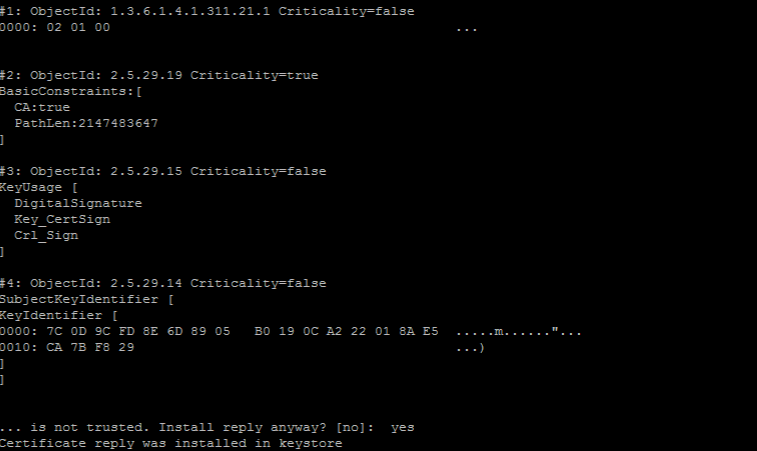 #1: ObjectId: 1.3.6.1.4.1.311.21.1 Criticality=false
0000: 02 01 00                                           ...
#2: ObjectId: 2.5.29.19 Criticality=true
BasicConstraints:[
  CA:true
  PathLen:2147483647
]
#3: ObjectId: 2.5.29.15 Criticality=false
KeyUsage [
  DigitalSignature
  Key_CertSign
  Crl_Sign
]
#4: ObjectId: 2.5.29.14 Criticality=false
SubjectKeyIdentifier [
KeyIdentifier [
0000: 7C 0D 9C FD 8E 6D 89 05   B0 19 0C A2 22 01 8A E5  .....m......"...
0010: CA 7B F8 29                                        ...)
]
]
... is not trusted. Install reply anyway? [no]:  yes
Certificate reply was installed in keystore